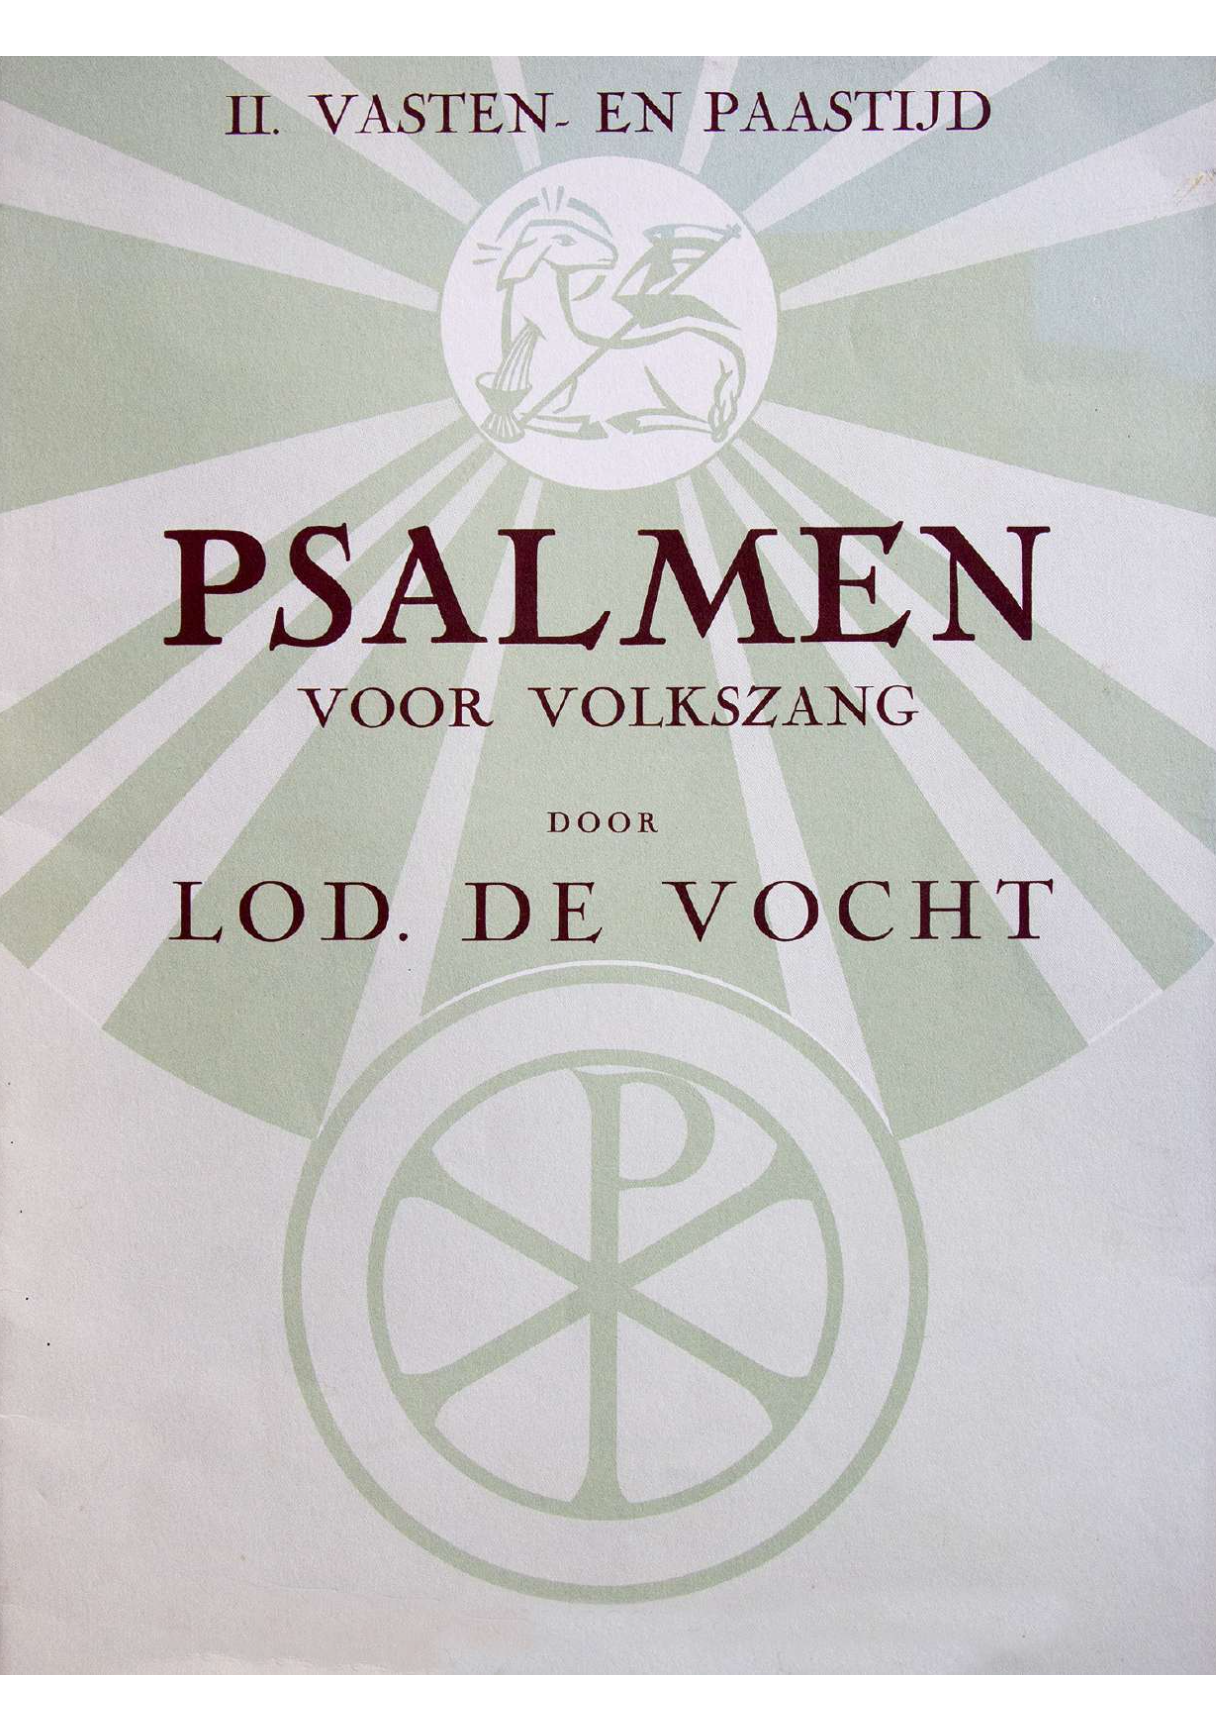 II. VASTEN- EN PAASTIJD
PSALMEN
VOOR VOLKSZANG
DOOR
LOD. DE VOCHT